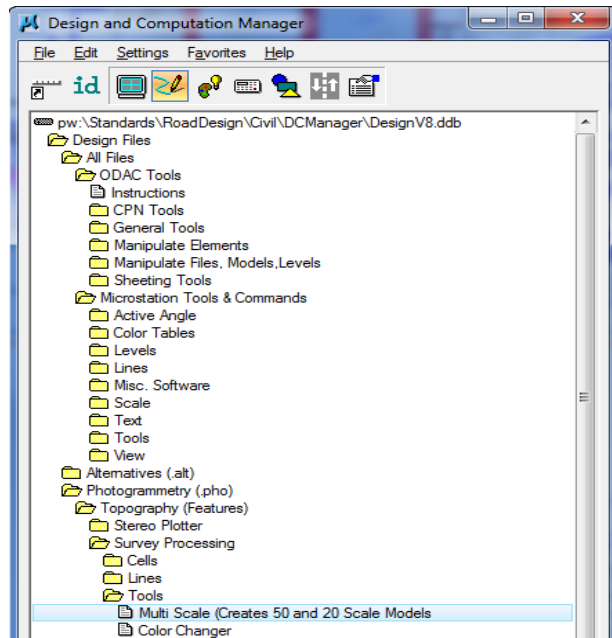 Design and Computation Manager
File Edit Settings Favorites Help
id
pw:\Standards\RoadDesign\Civil\DCManager\DesignV8.ddb
Design Files
All Files
ODAC Tools
Instructions
CPN Tools
General Tools
Manipulate Elements
Manipulate Files, Models,Levels
Sheeting Tools
Microstation Tools & Commands
Active Angle
Color Tables
Levels
Lines
Misc. Software
Scale
Text
Tools
View
Alternatives (.alt)
Photogrammetry (.pho)
Topography (Features)
Stereo Plotter
Survey Processing
Cells
Lines
Tools
Multi Scale (Creates 50 and 20 Scale Models
Color Changer